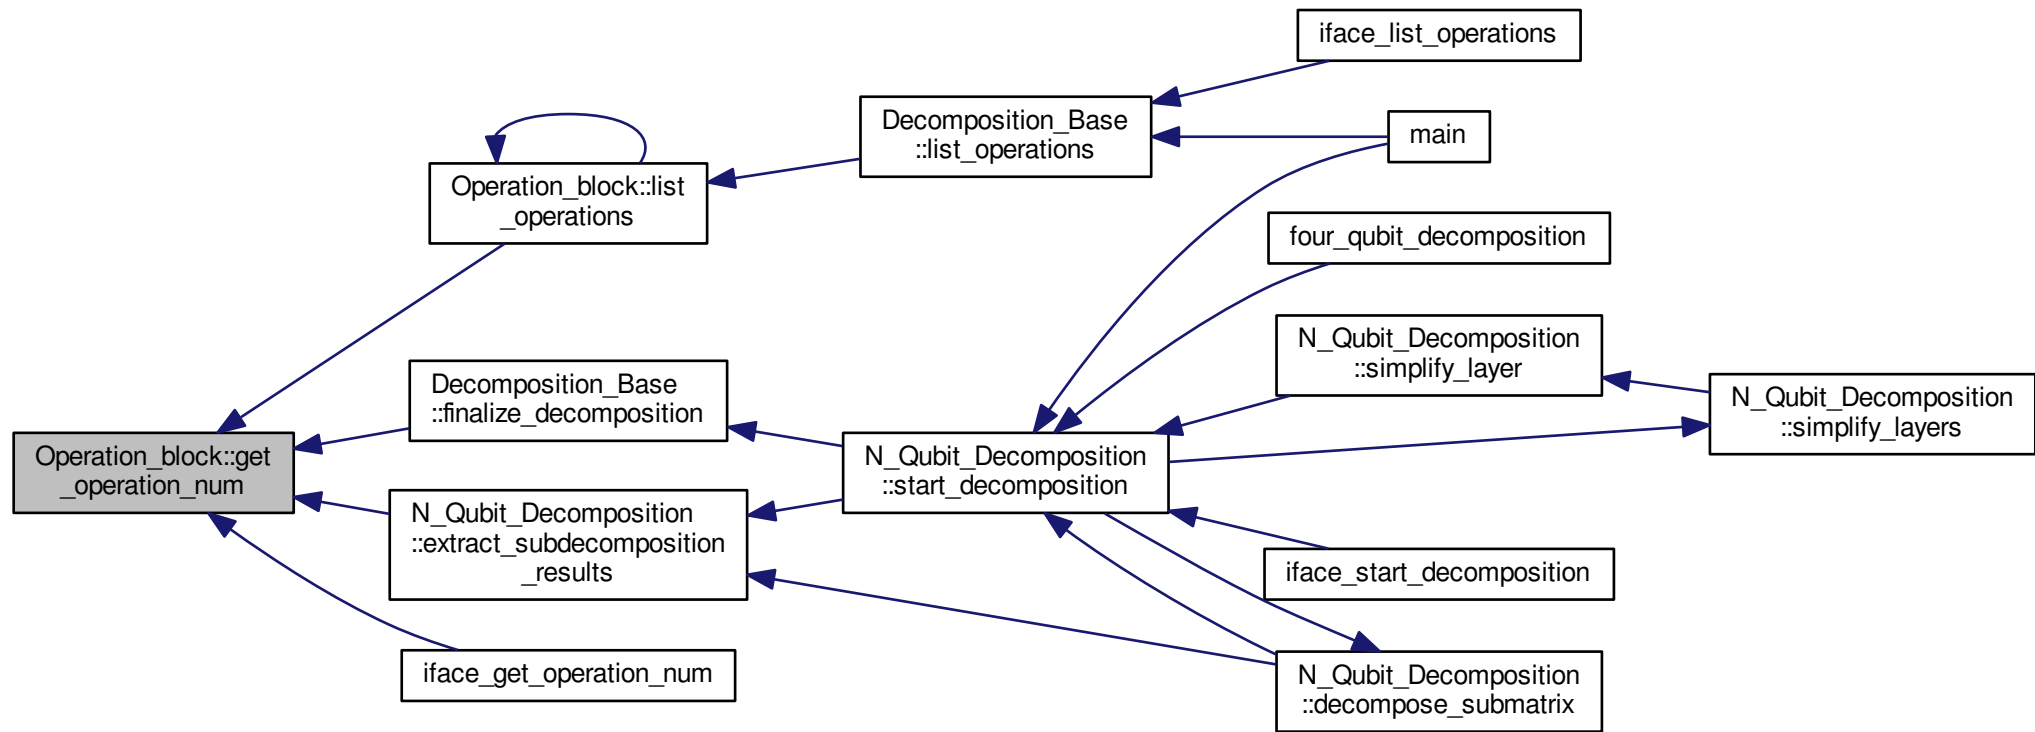 iface_list_operations
Decomposition_Base
::list_operations
main
Operation_block::list
_operations
four_qubit_decomposition
N_Qubit_Decomposition
::simplify_layer
Decomposition_Base
::finalize_decomposition
N_Qubit_Decomposition
::simplify_layers
Operation_block::get
_operation_num
N_Qubit_Decomposition
::start_decomposition
N_Qubit_Decomposition
::extract_subdecomposition
_results
iface_start_decomposition
iface_get_operation_num
N_Qubit_Decomposition
::decompose_submatrix